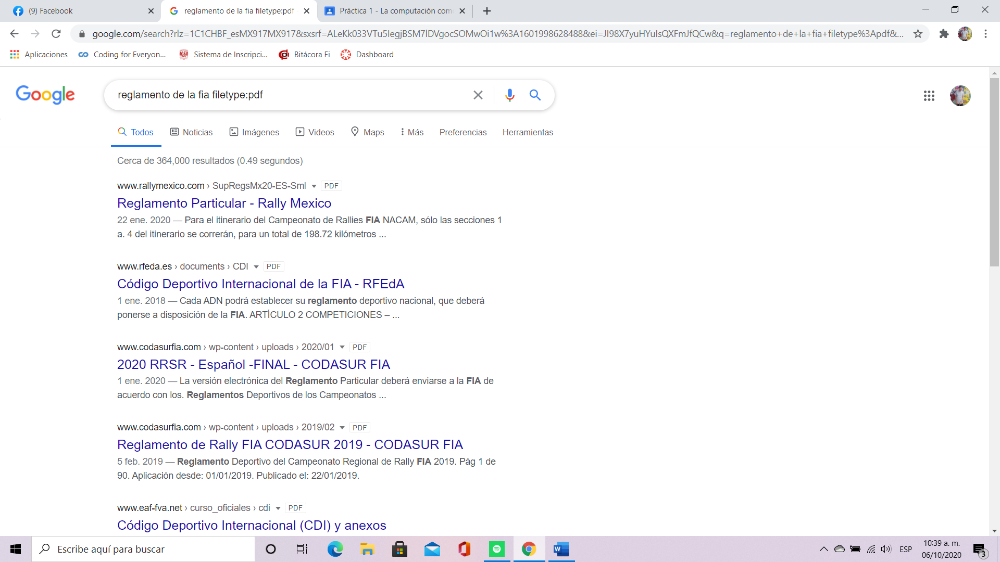 (9) Facebook
reglamento de la fia filetype:pdf
Práctica 1 - La computación com
google.com/search?rlz=1C1CHBF_esMX917MX917&sxsrf=ALeKk033VTu5IegjBSM7lDVgocSOMwOi1w%3A1601998628488&ei=JI98X7yuHYuIsQXFmJfQCw&q=reglamento+de+la+fia+filetype%3Apdf&...
Aplicaciones
Coding for Everyon...
Sistema de Inscripci...
Bitácora Fi
Dashboard
Google
reglamento de la fia filetype:pdf
Todos
Noticias
Imágenes
Videos
Maps
Más
Preferencias
Herramientas
Cerca de 364,000 resultados (0.49 segundos)
www.rallymexico.com › SupRegsMx20-ES-Sml PDF
Reglamento Particular - Rally Mexico
22 ene. 2020 — Para el itinerario del Campeonato de Rallies FIA NACAM, sólo las secciones 1
a. 4 del itinerario se correrán, para un total de 198.72 kilómetros ...
www.rfeda.es › documents › CDI PDF
Código Deportivo Internacional de la FIA - RFEdA
1 ene. 2018 — Cada ADN podrá establecer su reglamento deportivo nacional, que deberá
ponerse a disposición de la FIA. ARTÍCULO 2 COMPETICIONES – ...
www.codasurfia.com › wp-content › uploads › 2020/01 PDF
2020 RRSR - Español -FINAL - CODASUR FIA
1 ene. 2020 — La versión electrónica del Reglamento Particular deberá enviarse a la FIA de
acuerdo con los. Reglamentos Deportivos de los Campeonatos ...
www.codasurfia.com › wp-content › uploads › 2019/02 PDF
Reglamento de Rally FIA CODASUR 2019 - CODASUR FIA
5 feb. 2019 — Reglamento Deportivo del Campeonato Regional de Rally FIA 2019. Pág 1 de
90. Aplicación desde: 01/01/2019. Publicado el: 22/01/2019.
www.eaf-fva.net › curso_oficiales › cdi PDF
Código Deportivo Internacional (CDI) y anexos
Escribe aquí para buscar
ESP
10:39 a. m.
06/10/2020
3